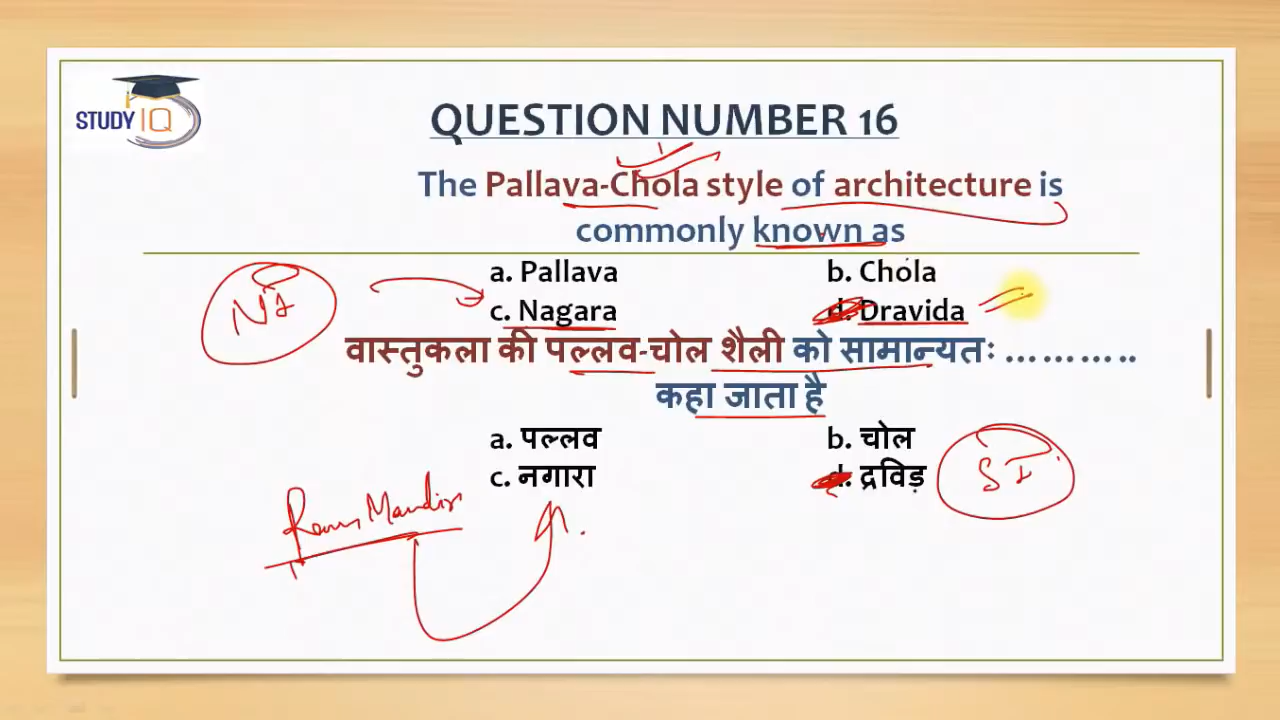 STUDY IQ
QUESTION NUMBER 16
The Pallava-Chola style of architecture is
commonly known as
a. Pallava b. Chola
NI
c. Nagara d. Dravida
वास्तुकला की पल्लव-चोल शैली को सामान्यतः ………..
कहा जाता है
a. पल्लव b. चोल
c. नगारा d. द्रविड़
SI
Ram Mandir